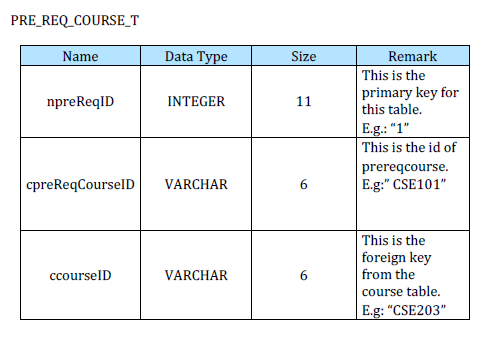 PRE_REQ_COURSE_T
Name Data Type Size Remark
npreReqID INTEGER 11 This is the
primary key for
this table.
E.g.: “1”
cpreReqCourseID VARCHAR 6 This is the id of
prereqcourse.
E.g:” CSE101”
ccourseID VARCHAR 6 This is the
foreign key
from the
course table.
E.g: “CSE203”